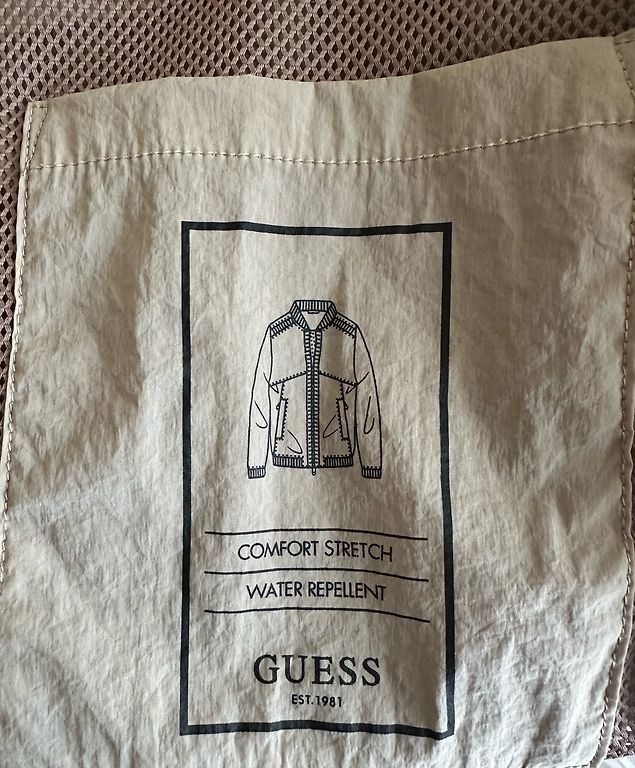 COMFORT STRETCH
WATER REPELLENT
GUESS
EST.1981